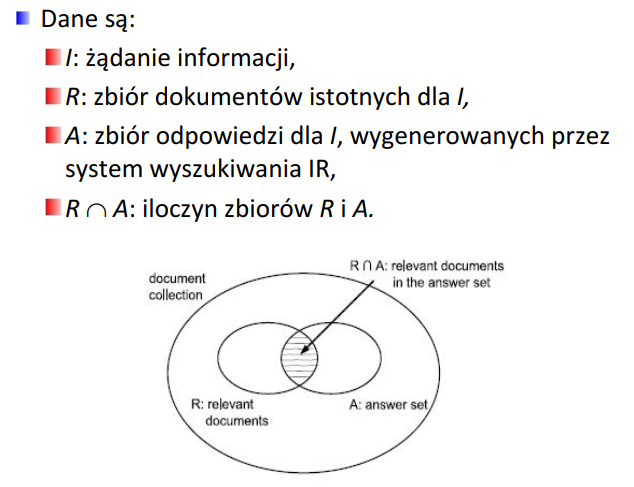 Dane są:
I: żądanie informacji,
R: zbiór dokumentów istotnych dla I,
A: zbiór odpowiedzi dla I, wygenerowanych przez
system wyszukiwania IR,
R ∩ A: iloczyn zbiorów R i A.
R ∩ A: relevant documents
in the answer set
document
collection
R: relevant
documents
A: answer set